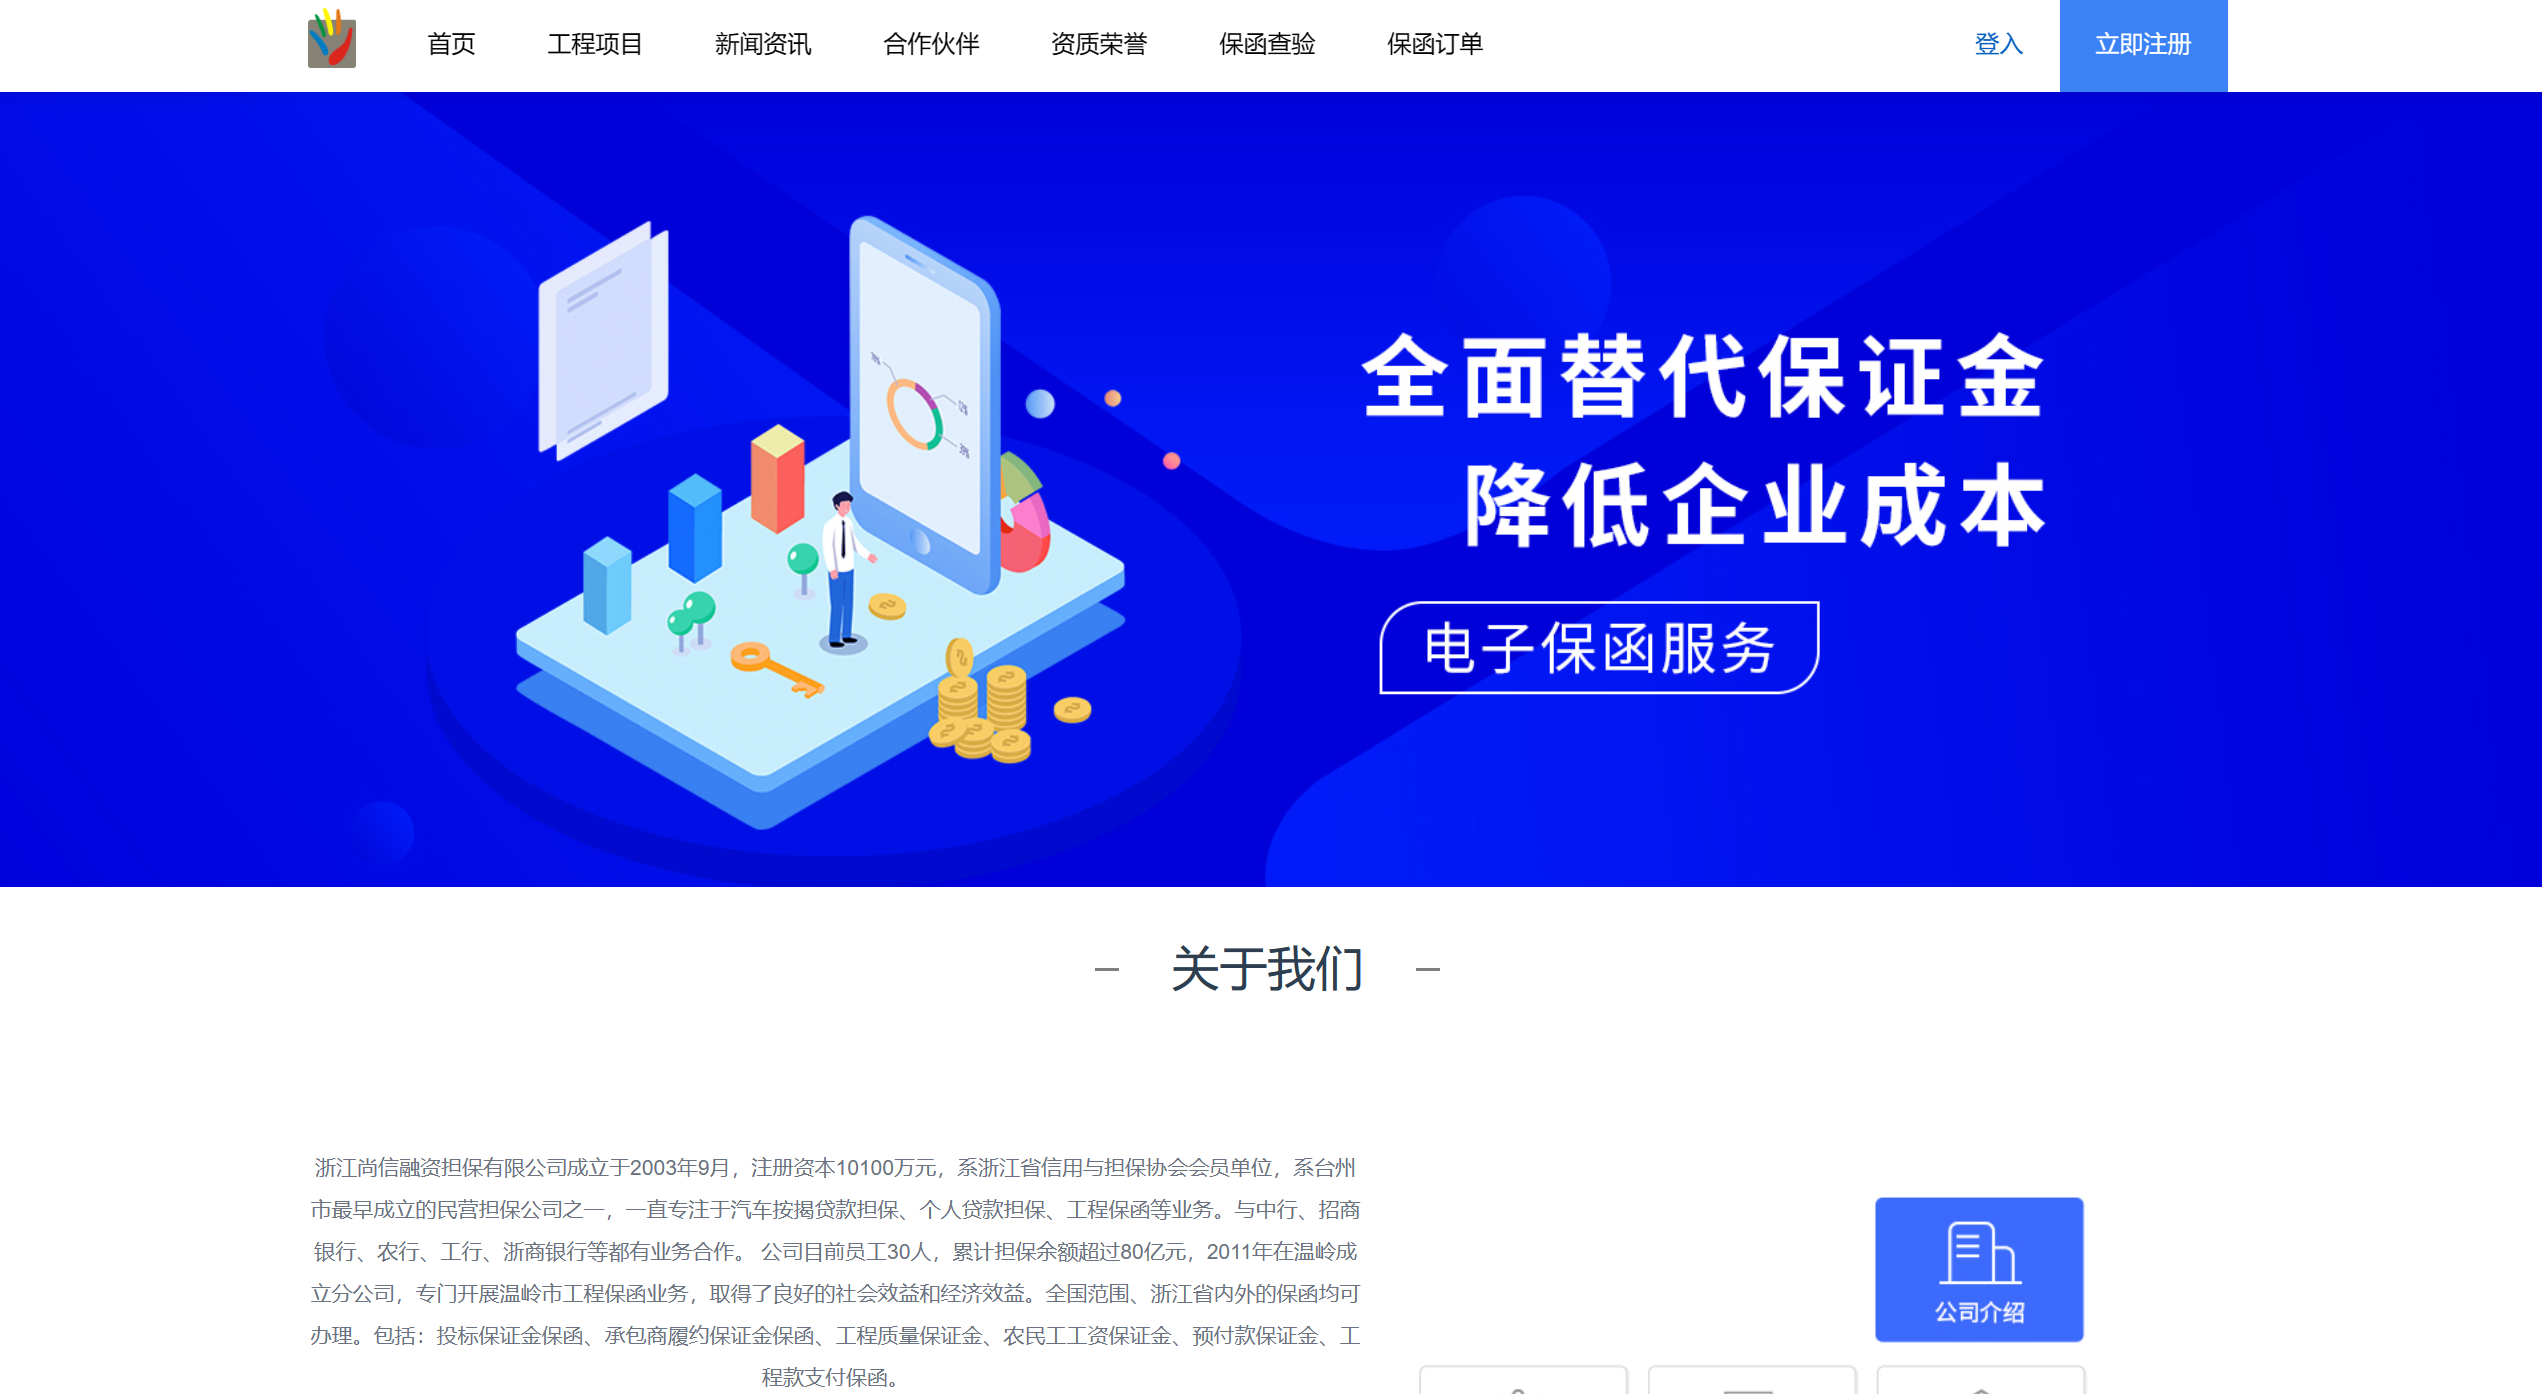 首页 工程项目 新闻资讯 合作伙伴 资质荣誉 保函查验 保函订单 登入 立即注册
全面替代保证金
降低企业成本
电子保函服务
关于我们
浙江尚信融资担保有限公司成立于2003年9月，注册资本10100万元，系浙江省信用与担保协会会员单位，系台州
市最早成立的民营担保公司之一，一直专注于汽车按揭贷款担保、个人贷款担保、工程保函等业务。与中行、招商
银行、农行、工行、浙商银行等都有业务合作。 公司目前员工30人，累计担保余额超过80亿元，2011年在温岭成
立分公司，专门开展温岭市工程保函业务，取得了良好的社会效益和经济效益。全国范围、浙江省内外的保函均可
办理。包括：投标保证金保函、承包商履约保证金保函、工程质量保证金、农民工工资保证金、预付款保证金、工
程款支付保函。
公司介绍